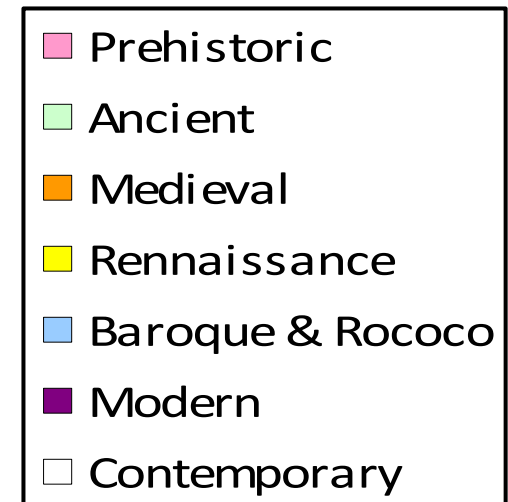 Prehistoric
Ancient
Medieval
Rennaissance
Baroque & Rococo
Modern
Contemporary